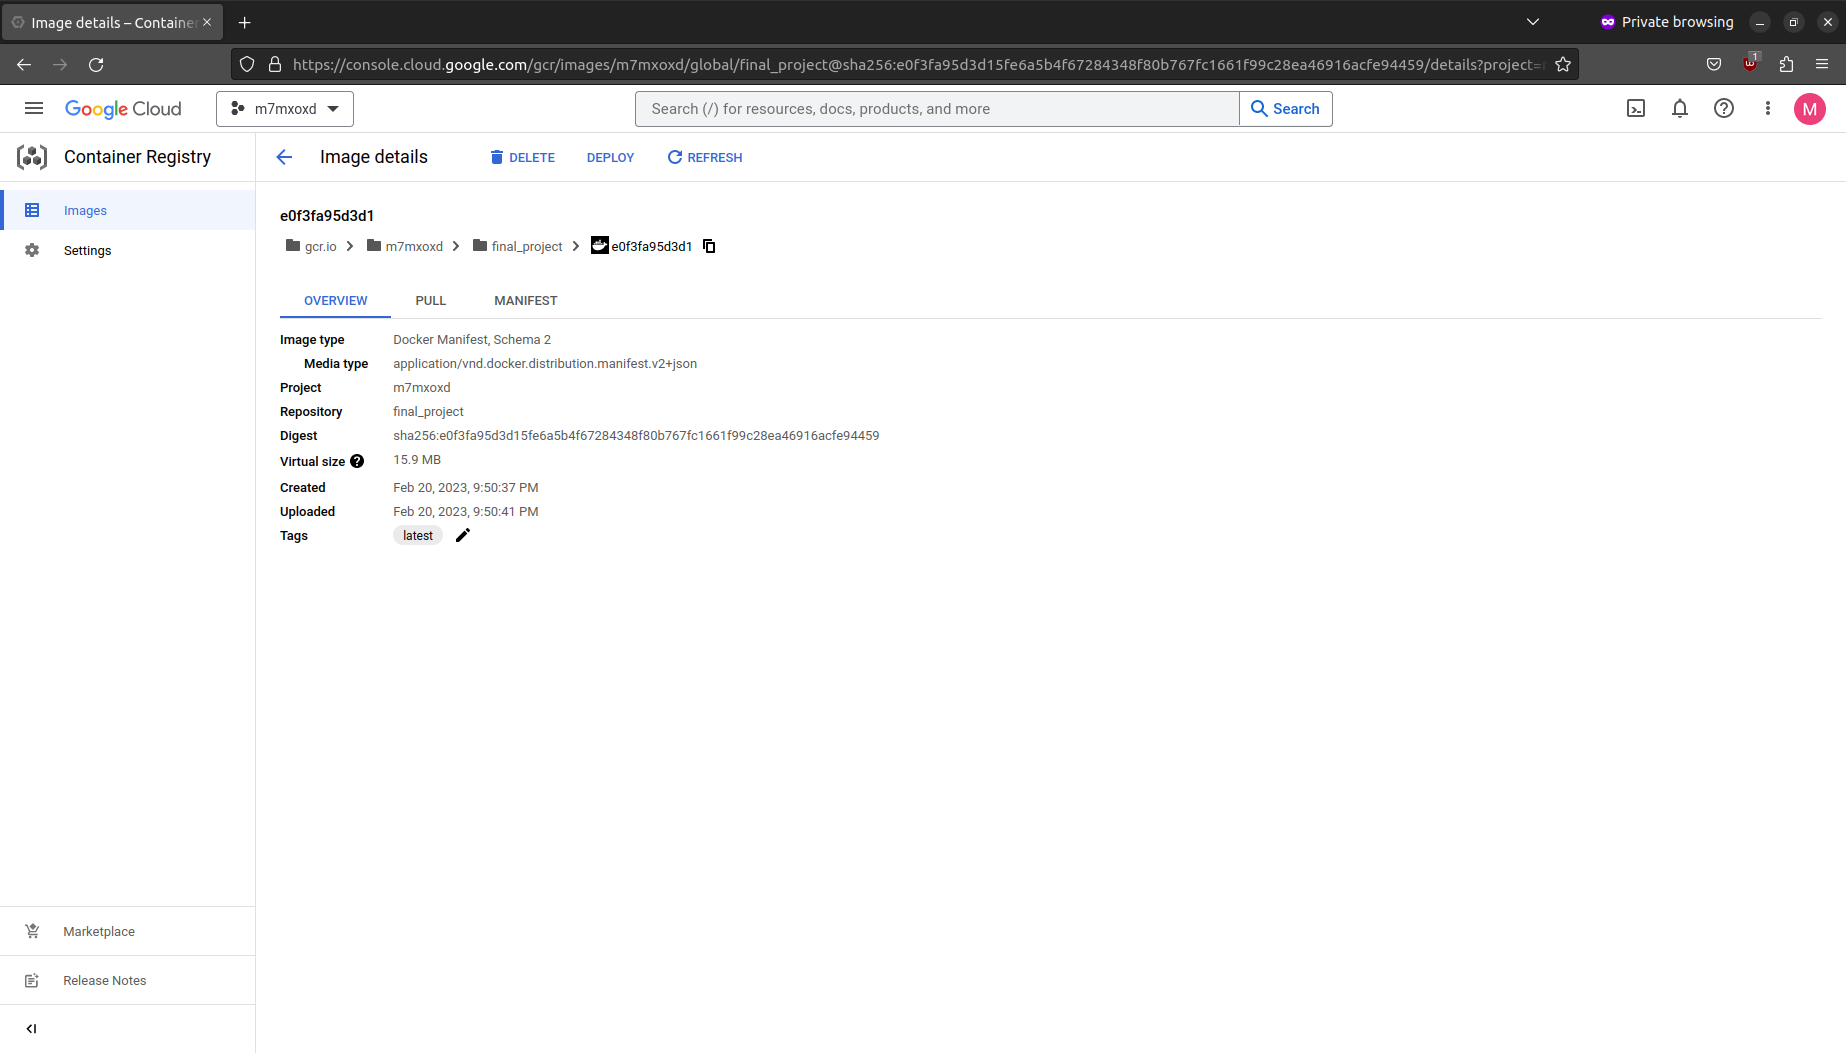 Image details – Container
Private browsing
https://console.cloud.google.com/gcr/images/m7mxoxd/global/final_project@sha256:e0f3fa95d3d15fe6a5b4f67284348f80b767fc1661f99c28ea46916acfe94459/details?project=
1
Google Cloud
m7mxoxd
Search (/) for resources, docs, products, and more
Search
M
Container Registry
Image details
DELETE
DEPLOY
REFRESH
Images
Settings
e0f3fa95d3d1
gcr.io
m7mxoxd
final_project
e0f3fa95d3d1
OVERVIEW
PULL
MANIFEST
Image type Docker Manifest, Schema 2
Media type application/vnd.docker.distribution.manifest.v2+json
Project m7mxoxd
Repository final_project
Digest sha256:e0f3fa95d3d15fe6a5b4f67284348f80b767fc1661f99c28ea46916acfe94459
Virtual size 15.9 MB
Created Feb 20, 2023, 9:50:37 PM
Uploaded Feb 20, 2023, 9:50:41 PM
Tags latest
Marketplace
Release Notes